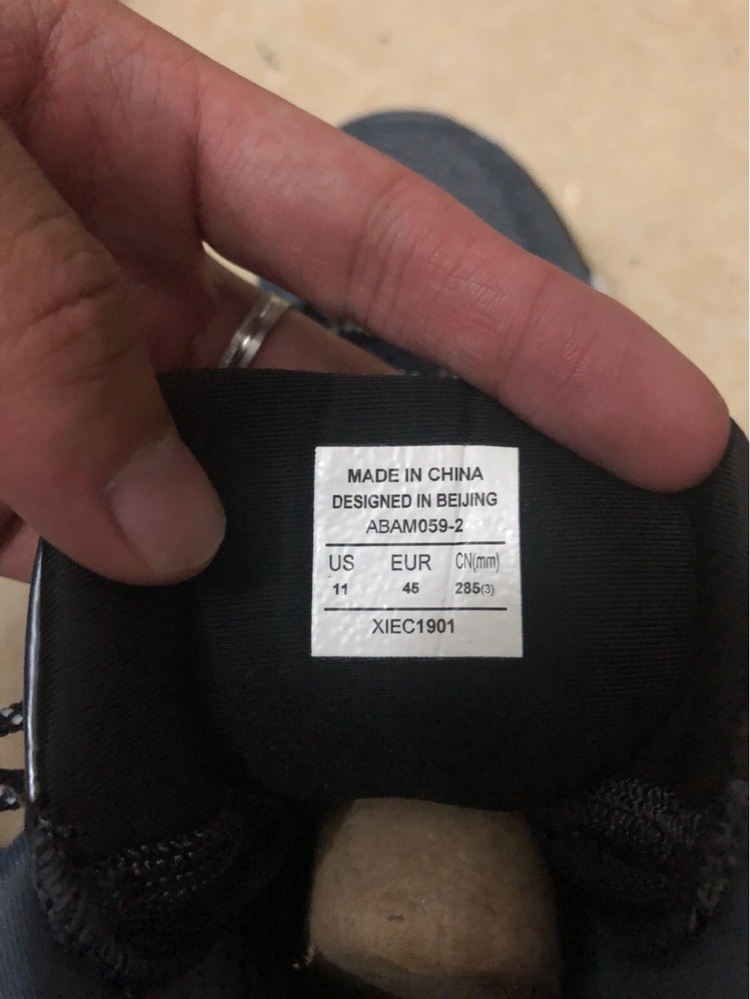 MADE IN CHINA
DESIGNED IN BEIJING
ABAM059-2
US EUR CN(mm)
11 45 285(3)
XIEC1901